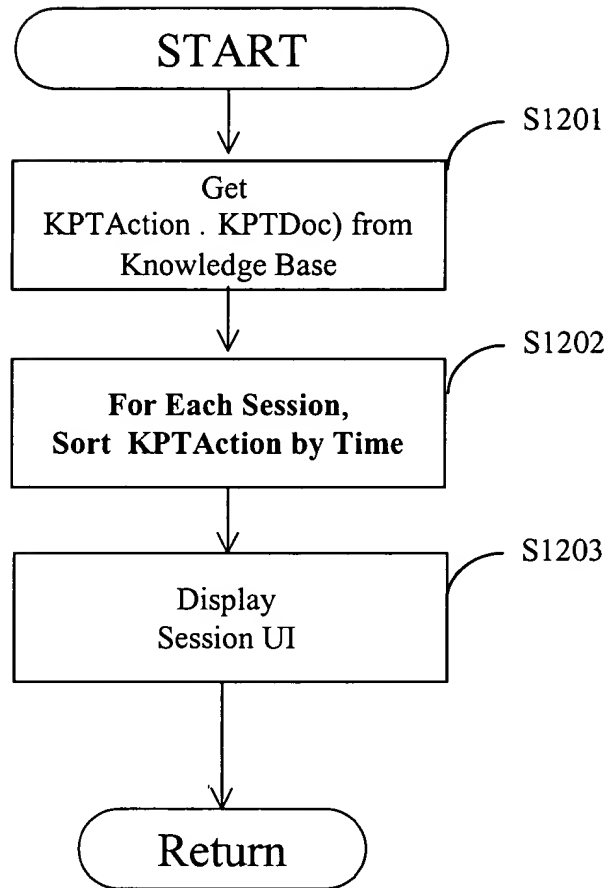 START
S1201
Get
KPTAction . KPTDoc) from
Knowledge Base
S1202
For Each Session,
Sort KPTAction by Time
S1203
Display
Session UI
Return